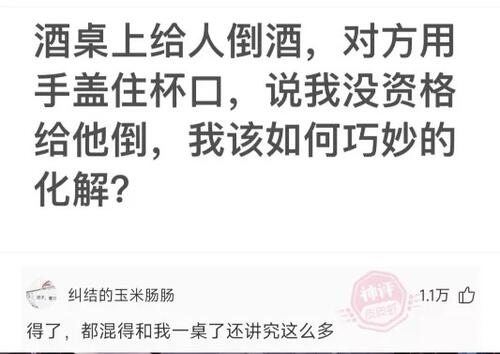 酒桌上给人倒酒，对方用
手盖住杯口，说我没资格
给他倒，我该如何巧妙的
化解？
纠结的玉米肠肠
神评
1.1万
得了，都混得和我一桌了还讲究这么多